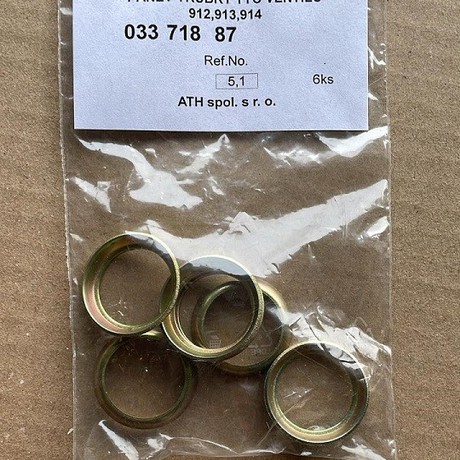 912,913,914
033 718 87
Ref.No.
5,1 6ks
ATH spol. s r. o.